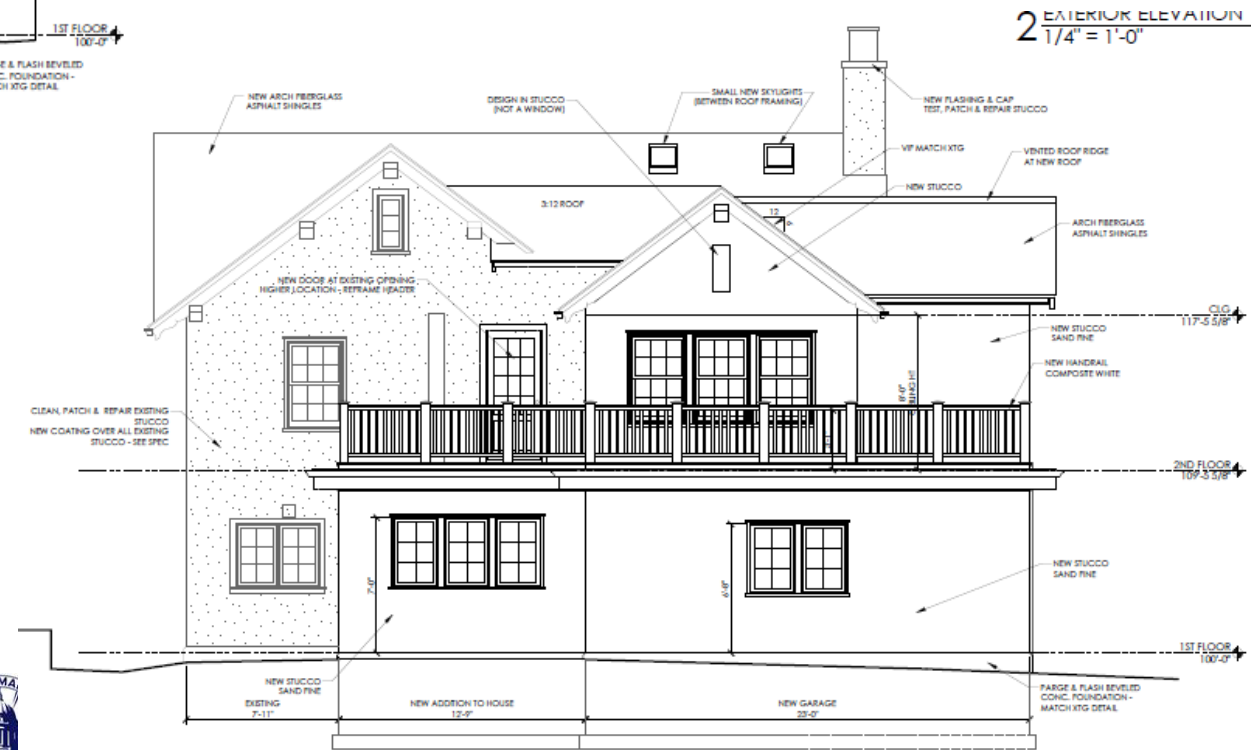 2 EXTERIOR ELEVATION
1/4" = 1'-0"
1ST FLOOR
100'-0"
E & FLASH BEVELED
C. FOUNDATION -
CH XTG DETAIL
NEW ARCH FIBERGLASS
ASPHALT SHINGLES
DESIGN IN STUCCO
(NOT A WINDOW)
SMALL NEW SKYLIGHTS
(BETWEEN ROOF FRAMING)
NEW FLASHING & CAP
TEST, PATCH & REPAIR STUCCO
VIF MATCH XTG
VENTED ROOF RIDGE
AT NEW ROOF
NEW STUCCO
3:12 ROOF
12
9
ARCH FIBERGLASS
ASPHALT SHINGLES
NEW DOOR AT EXISTING OPENING
HIGHER LOCATION - REFRAME HEADER
CLG
117'-5 5/8"
NEW STUCCO
SAND FINE
NEW HANDRAIL
COMPOSITE WHITE
8'-0"
CEILING HT
CLEAN, PATCH & REPAIR EXISTING
STUCCO
NEW COATING OVER ALL EXISTING
STUCCO - SEE SPEC
2ND FLOOR
109'-5 5/8"
7'-0"
6'-8"
NEW STUCCO
SAND FINE
1ST FLOOR
100'-0"
NEW STUCCO
SAND FINE
PARGE & FLASH BEVELED
CONC. FOUNDATION -
MATCH XTG DETAIL
EXISTING
7'-11"
NEW ADDITION TO HOUSE
12'-9"
NEW GARAGE
23'-0"
MA